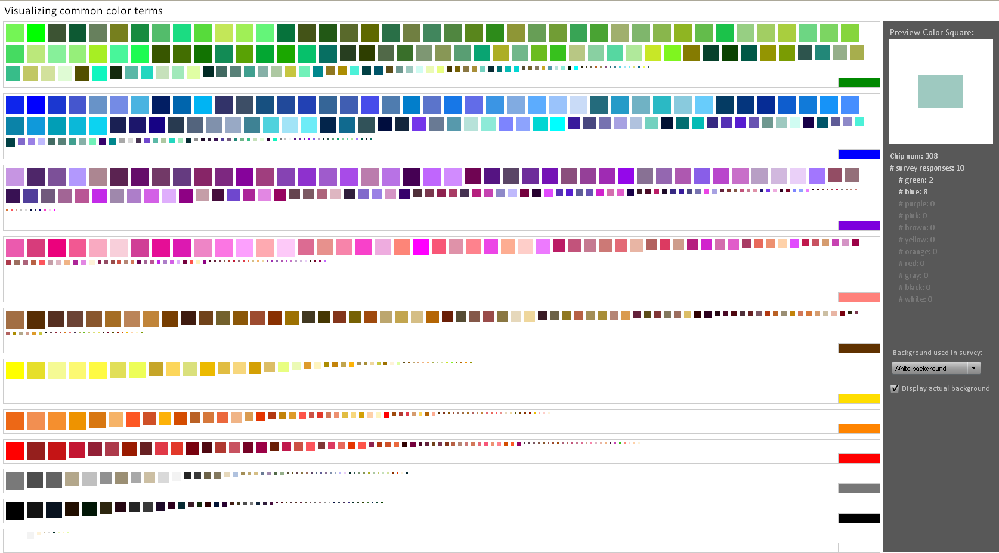 Visualizing common color terms
Preview Color Square:
Chip num: 308
# survey responses: 10
# green: 2
# blue: 8
# purple: 0
# pink: 0
# brown: 0
# yellow: 0
# orange: 0
# red: 0
# gray: 0
# black: 0
# white: 0
Background used in survey:
White background
Display actual background